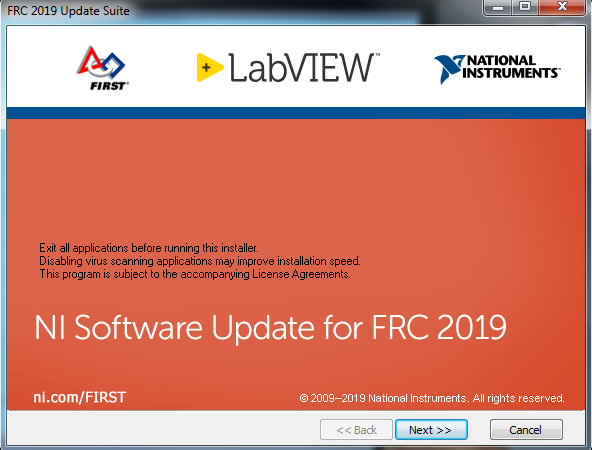 FRC 2019 Update Suite
FIRST®
LabVIEW™
NATIONAL
INSTRUMENTS™
Exit all applications before running this installer.
Disabling virus scanning applications may improve installation speed.
This program is subject to the accompanying License Agreements.
NI Software Update for FRC 2019
ni.com/FIRST
© 2009–2019 National Instruments. All rights reserved.
<< Back
Next >>
Cancel